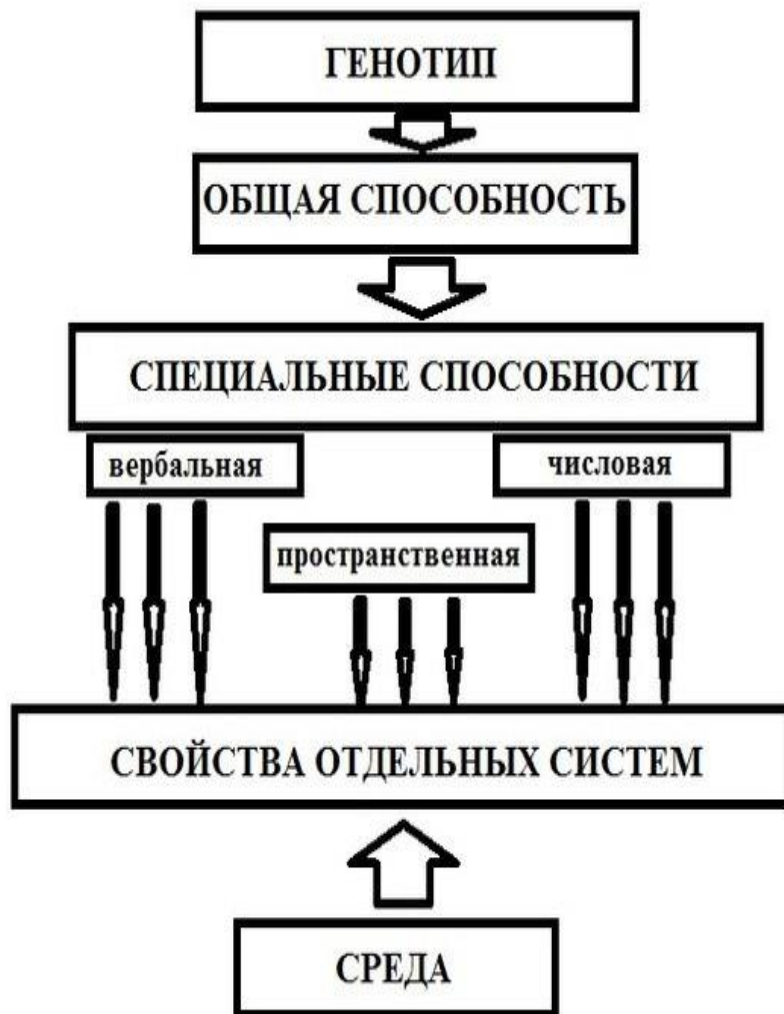 ГЕНОТИП
ОБЩАЯ СПОСОБНОСТЬ
СПЕЦИАЛЬНЫЕ СПОСОБНОСТИ
вербальная
числовая
пространственная
СВОЙСТВА ОТДЕЛЬНЫХ СИСТЕМ
СРЕДА